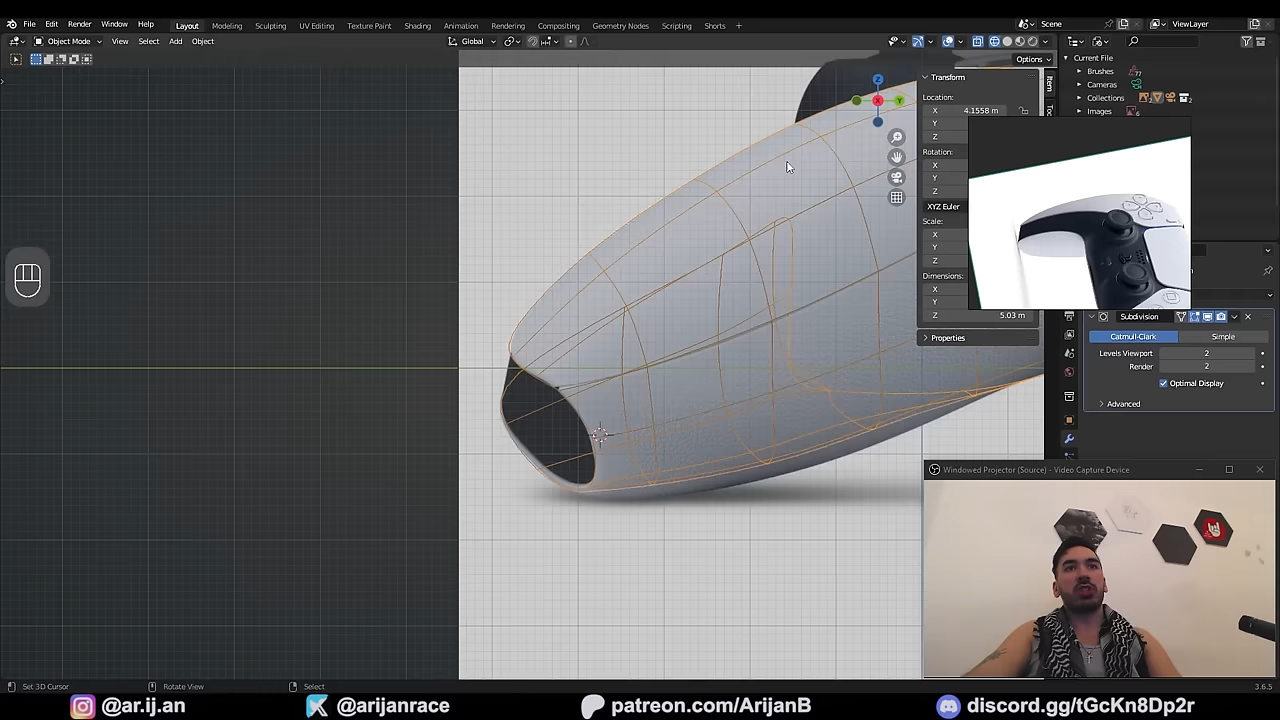 File Edit Render Window Help Layout Modeling Sculpting UV Editing Texture Paint Shading Animation Rendering Compositing Geometry Nodes Scripting Shorts + Scene ViewLayer
Object Mode View Select Add Object Global
Options
Current File
Brushes
Cameras
Collections
Images
Transform
Location:
X 4.1558 m
Y
Z
Rotation:
X
Y
Z
XYZ Euler
Scale:
X
Y
Z
Dimensions:
X
Y
Z 5.03 m
Properties
Item
Z
X
Y
Subdivision
Catmull-Clark Simple
Levels Viewport 2
Render 2
Optimal Display
Advanced
Windowed Projector (Source) - Video Capture Device
Set 3D Cursor Rotate View Select 3.6.5
@ar.ij.an @arijanrace patreon.com/ArijanB discord.gg/tGcKn8Dp2r